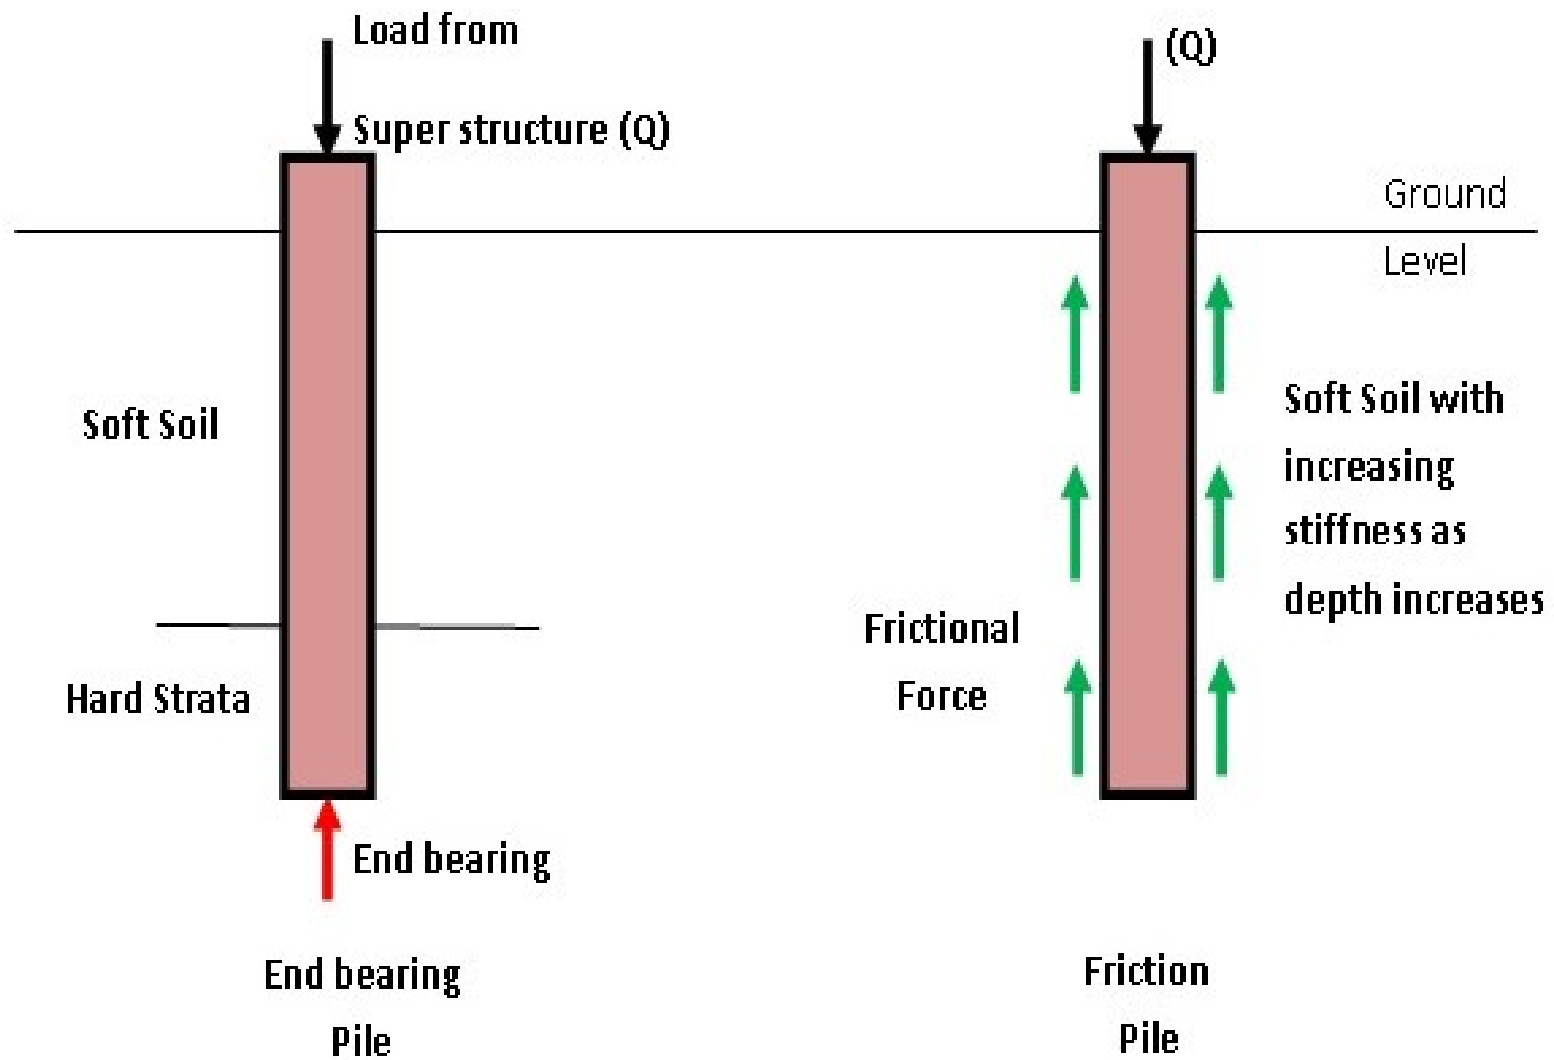 Load from
Super structure (Q)
(Q)
Ground
Level
Soft Soil
Soft Soil with
increasing
stiffness as
depth increases
Hard Strata
Frictional
Force
End bearing
End bearing
Pile
Friction
Pile